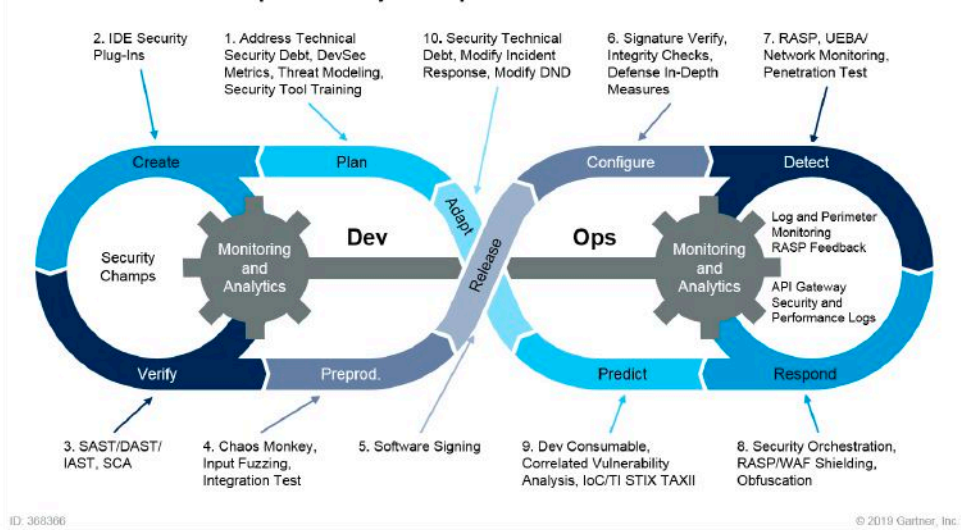 2. IDE Security
Plug-Ins
1. Address Technical
Security Debt, DevSec
Metrics, Threat Modeling,
Security Tool Training
10. Security Technical
Debt, Modify Incident
Response, Modify DND
6. Signature Verify,
Integrity Checks,
Defense In-Depth
Measures
7. RASP, UEBA/
Network Monitoring,
Penetration Test
Create
Plan
Adapt
Release
Configure
Detect
Security
Champs
Monitoring
and
Analytics
Dev
Ops
Monitoring
and
Analytics
Log and Perimeter
Monitoring
RASP Feedback
API Gateway
Security and
Performance Logs
Verify
Preprod.
Predict
Respond
3. SAST/DAST/
IAST, SCA
4. Chaos Monkey,
Input Fuzzing,
Integration Test
5. Software Signing
9. Dev Consumable,
Correlated Vulnerability
Analysis, IoC/TI STIX TAXII
8. Security Orchestration,
RASP/WAF Shielding,
Obfuscation
ID: 368366
© 2019 Gartner, Inc